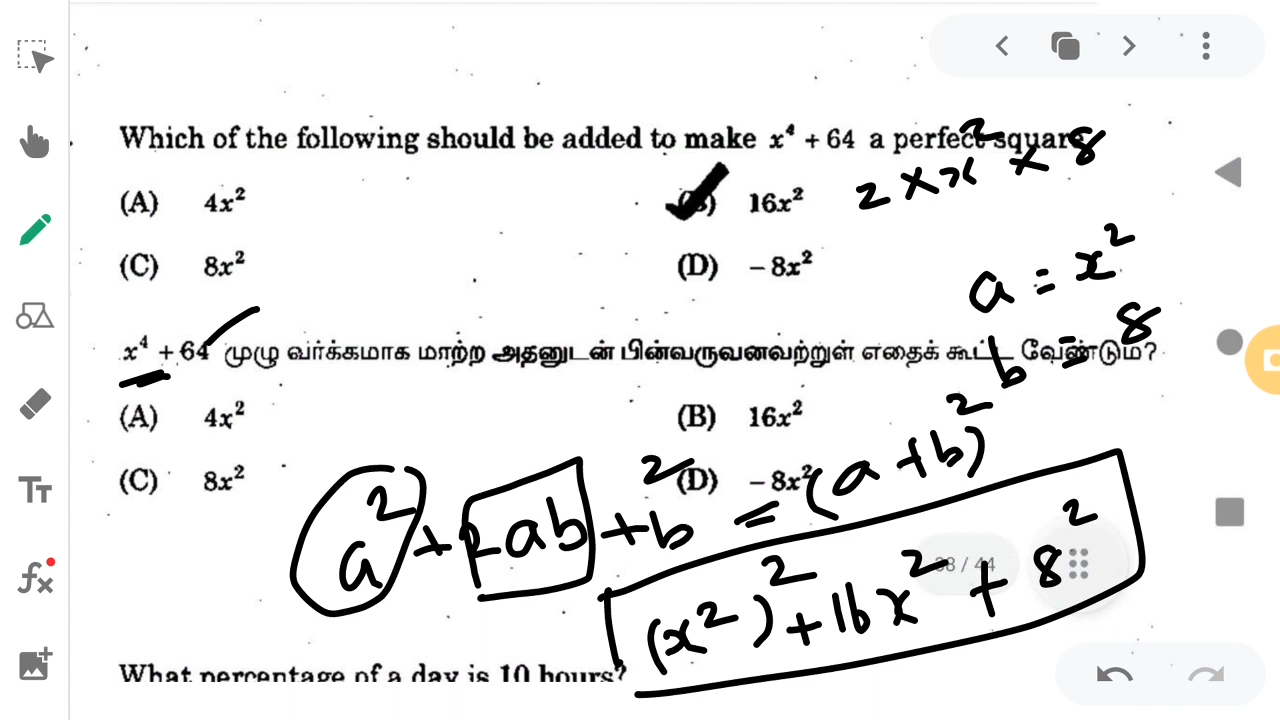 Which of the following should be added to make x⁴ + 64 a perfect square
2 × x² × 8
(A) 4x² (B) 16x²
(C) 8x² (D) – 8x²
a = x²
b = 8
x⁴ + 64 முழு வர்க்கமாக மாற்ற அதனுடன் பின்வருவனவற்றுள் எதைக் கூட்ட வேண்டும்?
(A) 4x² (B) 16x²
(C) 8x² (D) – 8x²
a² + 2ab + b² = (a+b)²
(x²)² + 16x² + 8²
38 / 44
What percentage of a day is 10 hours?
TT
fx